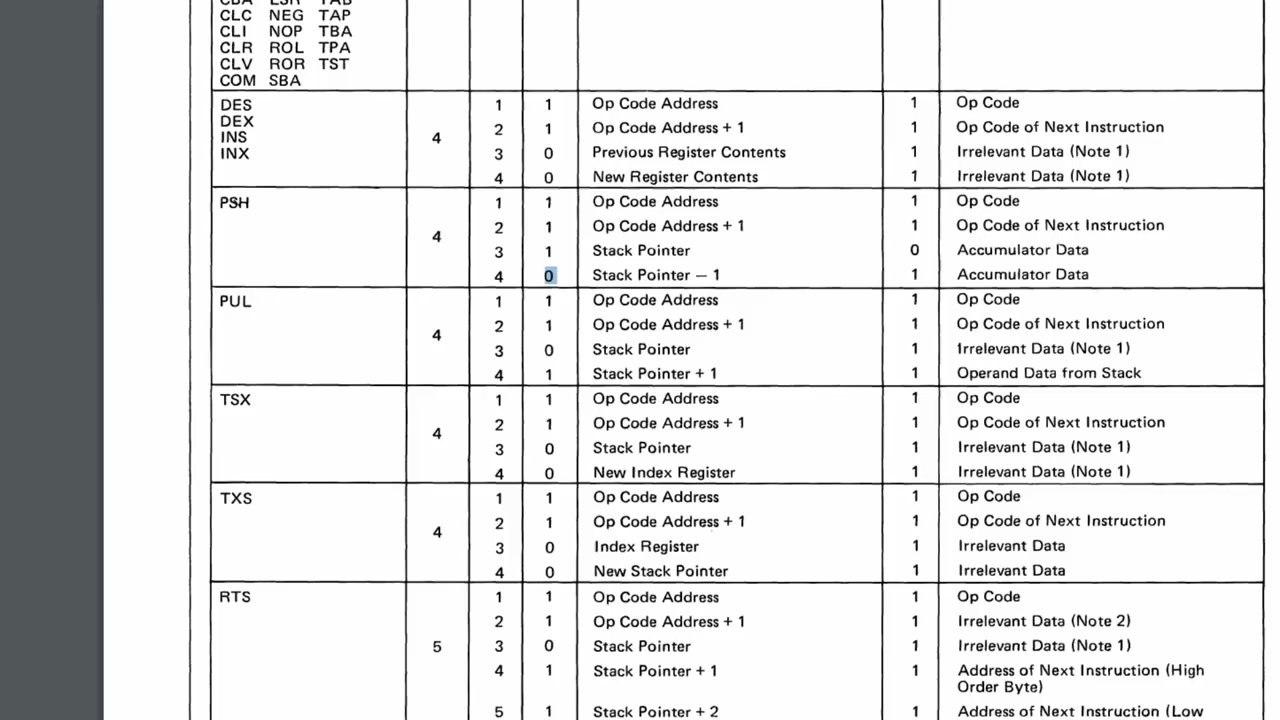 CLC NEG TAP
CLI NOP TBA
CLR ROL TPA
CLV ROR TST
COM SBA
DES 1 1 Op Code Address 1 Op Code
DEX 2 1 Op Code Address + 1 1 Op Code of Next Instruction
INS 4 3 0 Previous Register Contents 1 Irrelevant Data (Note 1)
INX 4 0 New Register Contents 1 Irrelevant Data (Note 1)
PSH 1 1 Op Code Address 1 Op Code
4 2 1 Op Code Address + 1 1 Op Code of Next Instruction
3 1 Stack Pointer 0 Accumulator Data
4 0 Stack Pointer — 1 1 Accumulator Data
PUL 1 1 Op Code Address 1 Op Code
4 2 1 Op Code Address + 1 1 Op Code of Next Instruction
3 0 Stack Pointer 1 Irrelevant Data (Note 1)
4 1 Stack Pointer + 1 1 Operand Data from Stack
TSX 1 1 Op Code Address 1 Op Code
4 2 1 Op Code Address + 1 1 Op Code of Next Instruction
3 0 Stack Pointer 1 Irrelevant Data (Note 1)
4 0 New Index Register 1 Irrelevant Data (Note 1)
TXS 1 1 Op Code Address 1 Op Code
4 2 1 Op Code Address + 1 1 Op Code of Next Instruction
3 0 Index Register 1 Irrelevant Data
4 0 New Stack Pointer 1 Irrelevant Data
RTS 1 1 Op Code Address 1 Op Code
2 1 Op Code Address + 1 1 Irrelevant Data (Note 2)
5 3 0 Stack Pointer 1 Irrelevant Data (Note 1)
4 1 Stack Pointer + 1 1 Address of Next Instruction (High
Order Byte)
5 1 Stack Pointer + 2 1 Address of Next Instruction (Low